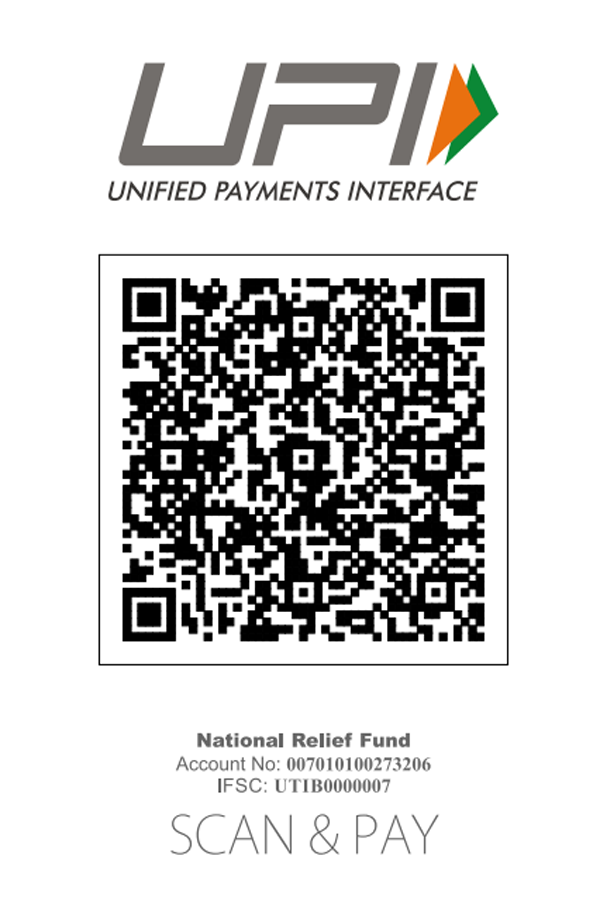 UPI
UNIFIED PAYMENTS INTERFACE
National Relief Fund
Account No: 007010100273206
IFSC: UTIB0000007
SCAN & PAY